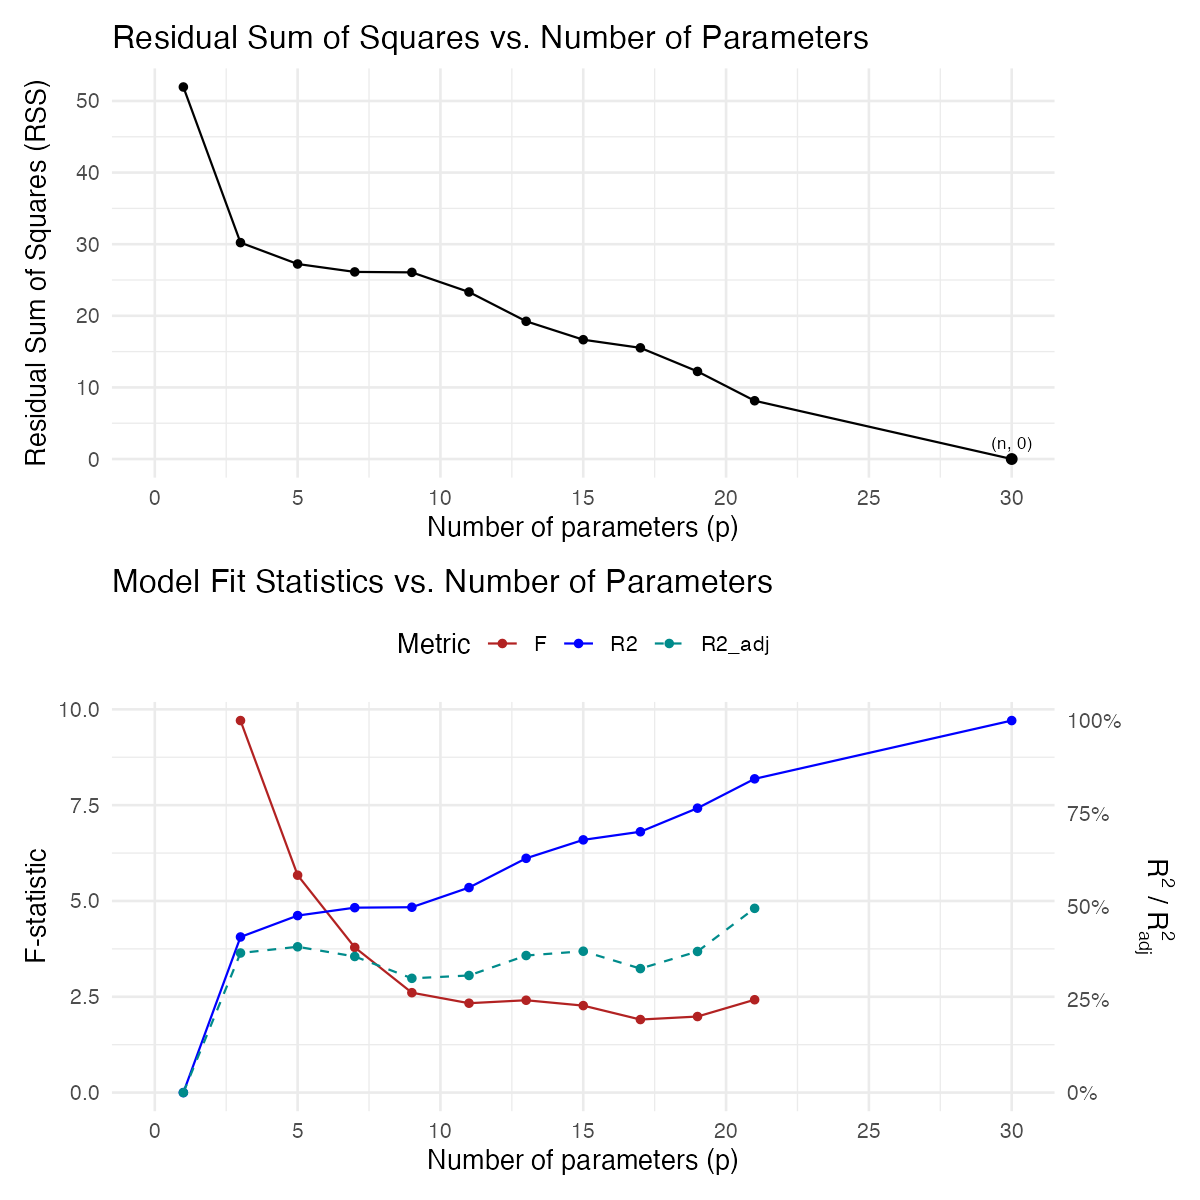 Residual Sum of Squares vs. Number of Parameters
Residual Sum of Squares (RSS)
50
40
30
20
10
0
(n, 0)
0 5 10 15 20 25 30
Number of parameters (p)
Model Fit Statistics vs. Number of Parameters
Metric F R2 R2_adj
F-statistic
10.0
7.5
5.0
2.5
0.0
100%
75%
50%
25%
0%
R² / R²adj
0 5 10 15 20 25 30
Number of parameters (p)